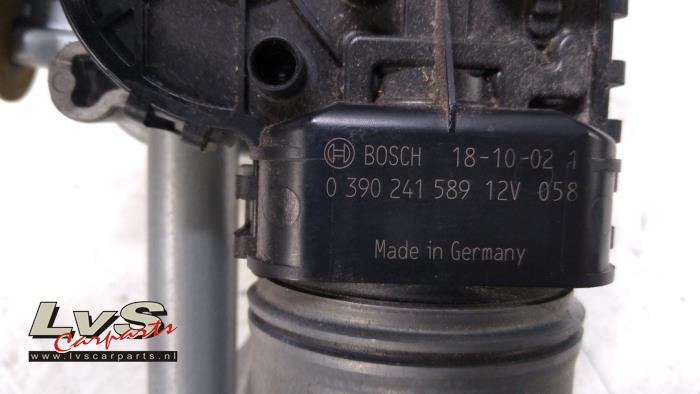 BOSCH 18-10-02 1
0 390 241 589 12V 058
Made in Germany
LvS
Carparts
www.lvscarparts.nl